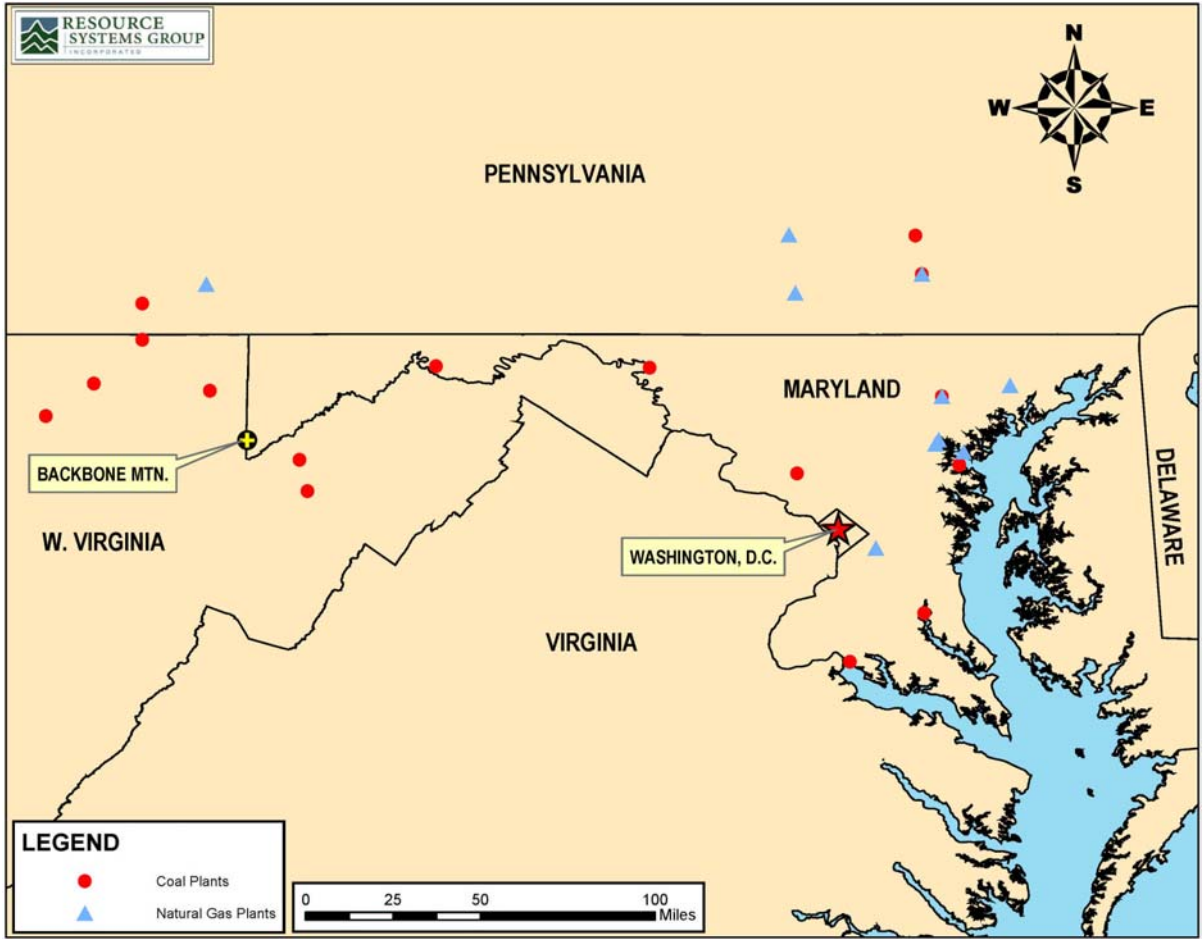 RESOURCE
SYSTEMS GROUP
INCORPORATED
N
W E
S
PENNSYLVANIA
MARYLAND
DELAWARE
BACKBONE MTN.
W. VIRGINIA
WASHINGTON, D.C.
VIRGINIA
LEGEND
Coal Plants
Natural Gas Plants
0 25 50 100
Miles